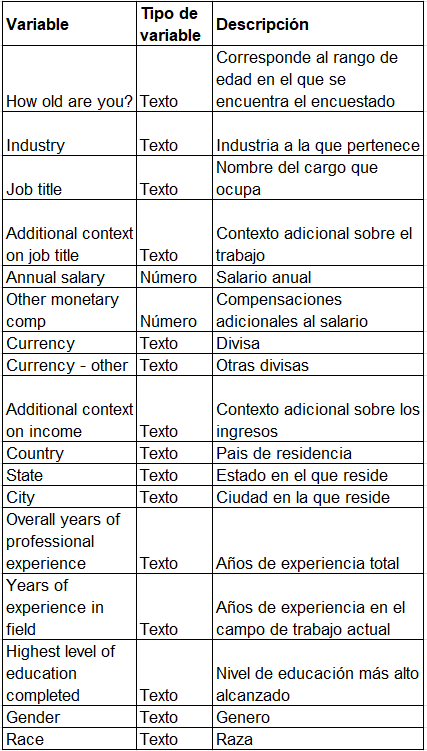 Variable
Tipo de
variable
Descripción
How old are you?
Texto
Corresponde al rango de
edad en el que se
encuentra el encuestado
Industry
Texto
Industria a la que pertenece
Job title
Texto
Nombre del cargo que
ocupa
Additional context
on job title
Texto
Contexto adicional sobre el
trabajo
Annual salary
Número
Salario anual
Other monetary
comp
Número
Compensaciones
adicionales al salario
Currency
Texto
Divisa
Currency - other
Texto
Otras divisas
Additional context
on income
Texto
Contexto adicional sobre los
ingresos
Country
Texto
Pais de residencia
State
Texto
Estado en el que reside
City
Texto
Ciudad en la que reside
Overall years of
professional
experience
Texto
Años de experiencia total
Years of
experience in
field
Texto
Años de experiencia en el
campo de trabajo actual
Highest level of
education
completed
Texto
Nivel de educación más alto
alcanzado
Gender
Texto
Genero
Race
Texto
Raza